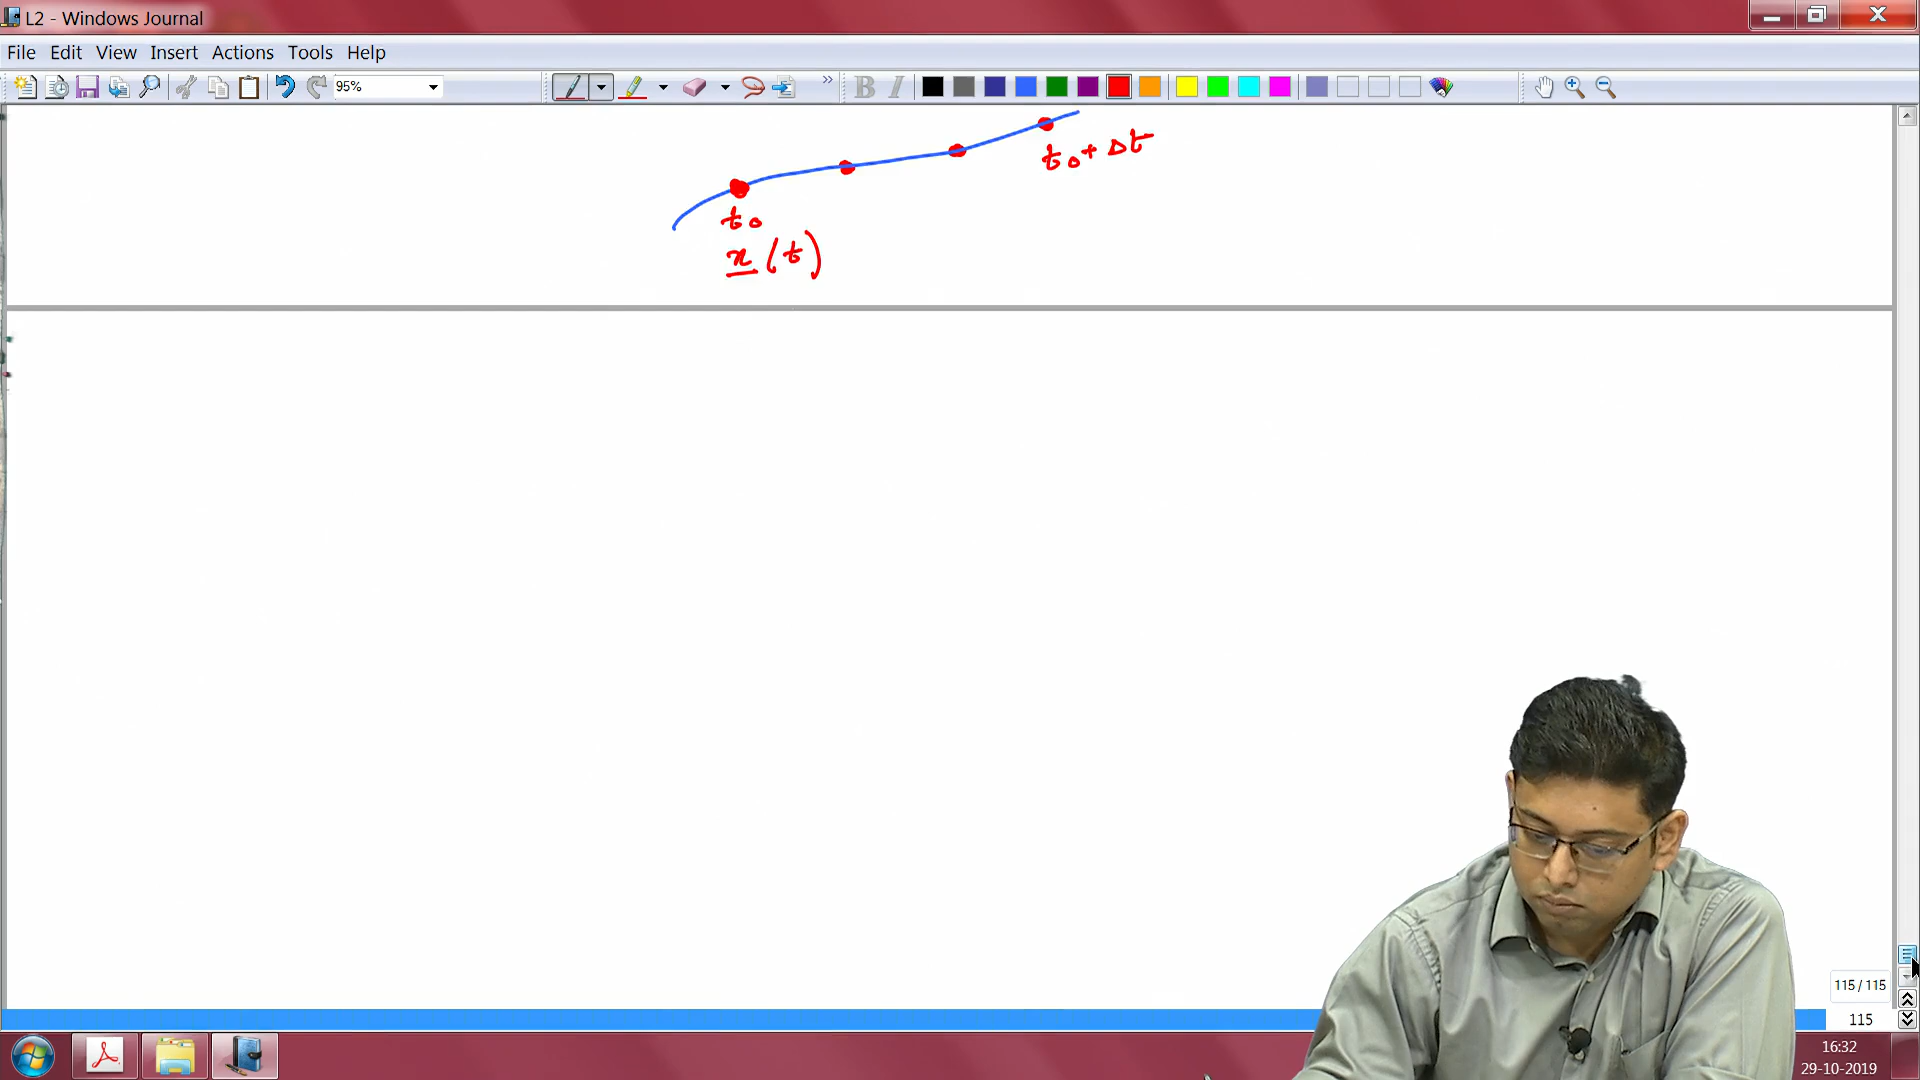 L2 - Windows Journal
File Edit View Insert Actions Tools Help
95%
B I
t₀ + Δt
t₀
x (t)
115 / 115
115
16:32
29-10-2019